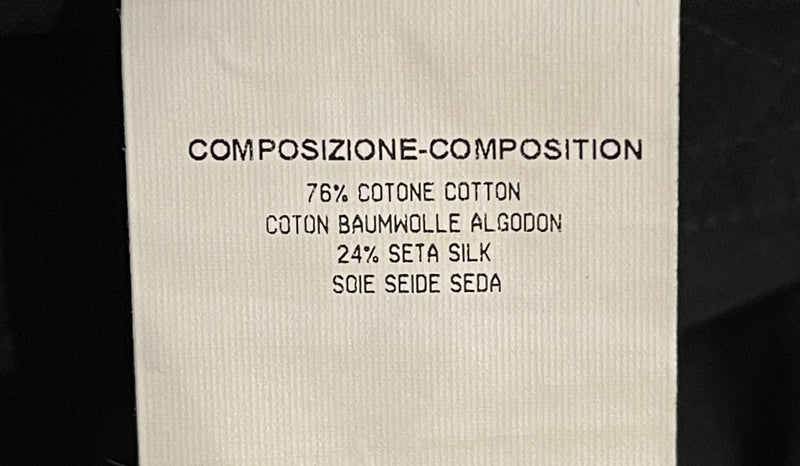 COMPOSIZIONE-COMPOSITION
76% COTONE COTTON
COTON BAUMWOLLE ALGODON
24% SETA SILK
SOIE SEIDE SEDA